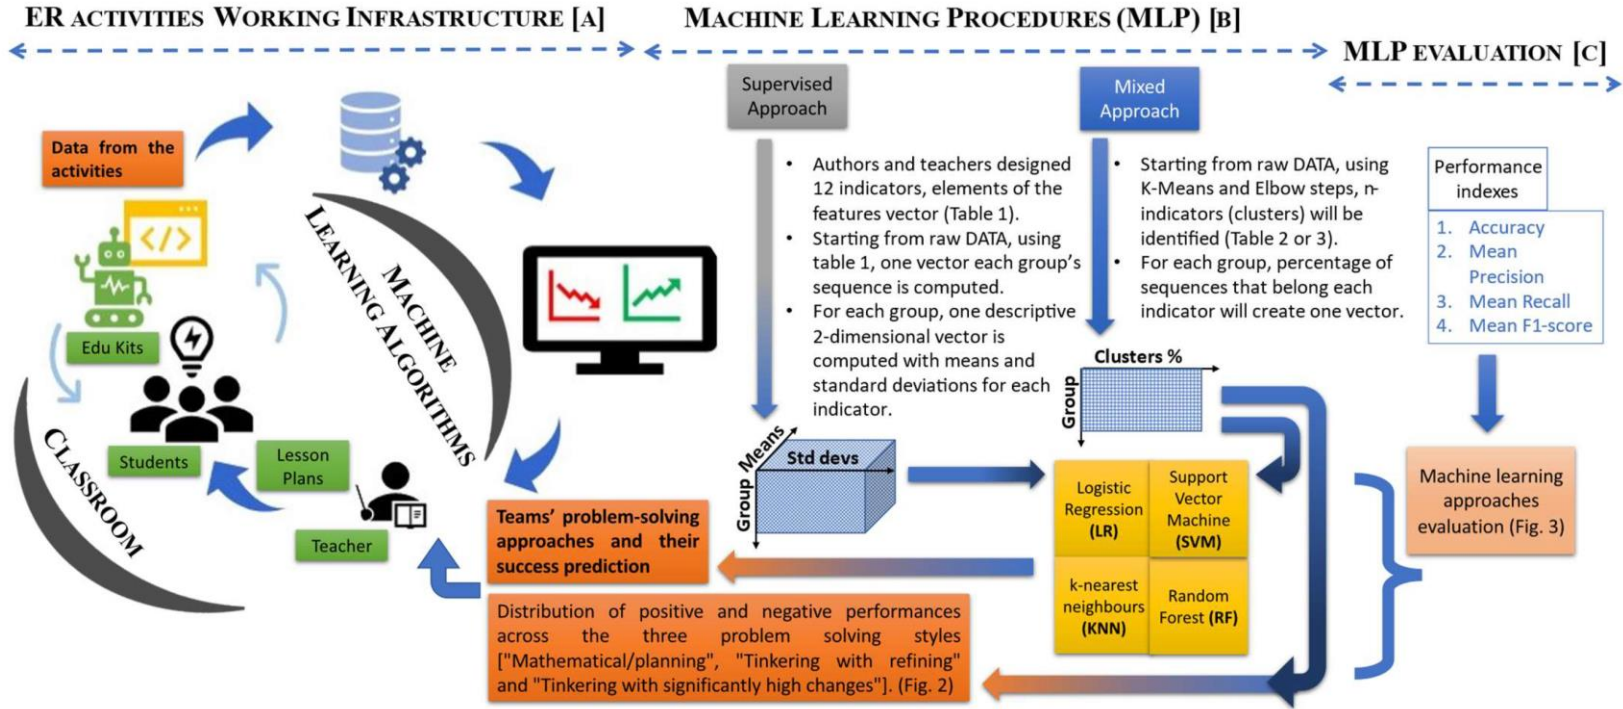 ER ACTIVITIES WORKING INFRASTRUCTURE [A]
MACHINE LEARNING PROCEDURES (MLP) [B]
MLP EVALUATION [C]
Data from the
activities
</>
Edu Kits
Students
Lesson
Plans
Teacher
CLASSROOM
MACHINE
LEARNING ALGORITHMS
Teams' problem-solving
approaches and their
success prediction
Distribution of positive and negative performances
across the three problem solving styles
["Mathematical/planning", "Tinkering with refining"
and "Tinkering with significantly high changes"]. (Fig. 2)
Supervised
Approach
• Authors and teachers designed
12 indicators, elements of the
features vector (Table 1).
• Starting from raw DATA, using
table 1, one vector each group's
sequence is computed.
• For each group, one descriptive
2-dimensional vector is
computed with means and
standard deviations for each
indicator.
Means
Std devs
Group
Mixed
Approach
• Starting from raw DATA, using
K-Means and Elbow steps, n-
indicators (clusters) will be
identified (Table 2 or 3).
• For each group, percentage of
sequences that belong each
indicator will create one vector.
Clusters %
Group
Logistic
Regression
(LR)
Support
Vector
Machine
(SVM)
k-nearest
neighbours
(KNN)
Random
Forest (RF)
Performance
indexes
1. Accuracy
2. Mean
Precision
3. Mean Recall
4. Mean F1-score
Machine learning
approaches
evaluation (Fig. 3)